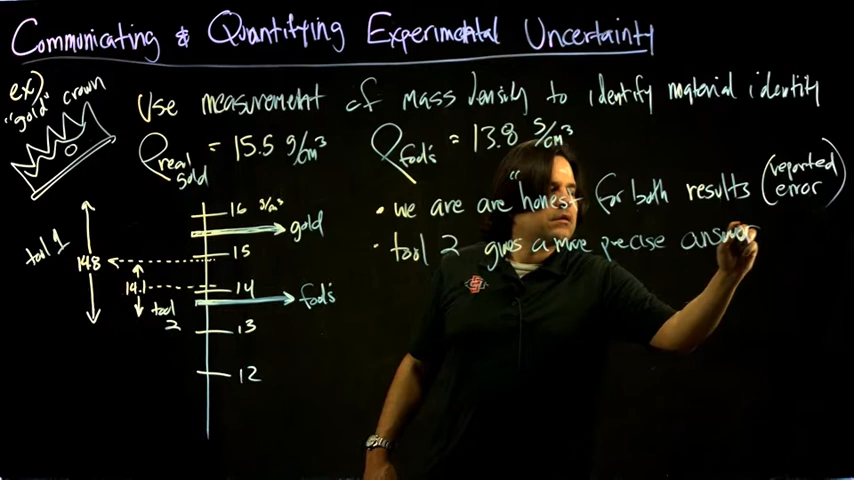 Communicating & Quantifying Experimental Uncertainty
ex)
"gold" crown
Use measurement of mass density to identify material identity
ρreal gold = 15.5 g/cm³
ρfool's = 13.8 g/cm³
• we are are "honest for both results (reported error)
• tool 2 gives a more precise answer
tool 1
14.8
14.1
tool 2
16 g/cm³
gold
15
14
fool's
13
12